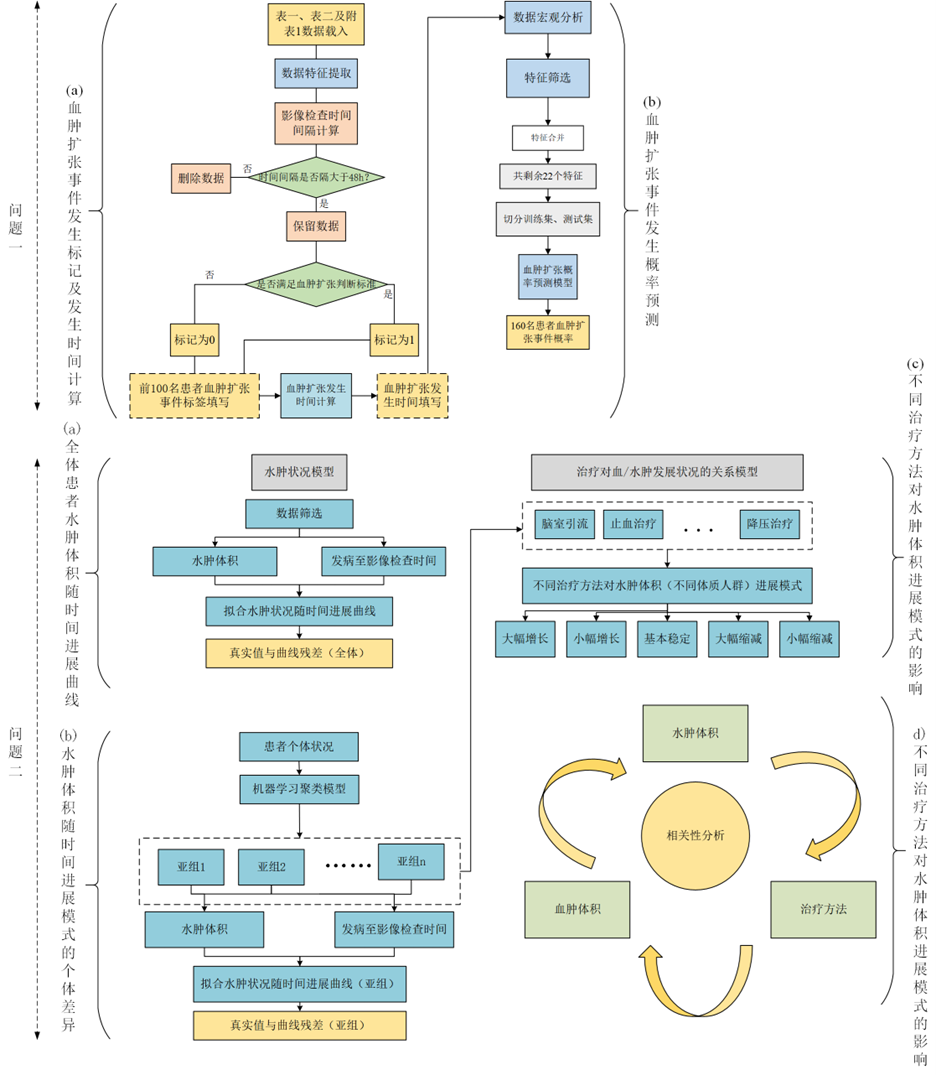 问题一
(a)血肿扩张事件发生标记及发生时间计算
表一、表二及附
表1数据载入
数据特征提取
影像检查时间
间隔计算
时间间隔是否隔大于48h?
否
删除数据
是
保留数据
是否满足血肿扩张判断标准
否
是
标记为0
标记为1
前100名患者血肿扩张
事件标签填写
血肿扩张发生
时间计算
血肿扩张发
生时间填写
数据宏观分析
特征筛选
特征合并
共剩余22个特征
切分训练集、测试集
血肿扩张概
率预测模型
160名患者血肿扩
张事件概率
(b)血肿扩张事件发生概率预测
问题二
(a)全体患者水肿体积随时间进展曲线
水肿状况模型
数据筛选
水肿体积
发病至影像检查时间
拟合水肿状况随时间进展曲线
真实值与曲线残差（全体）
(b)水肿体积随时间进展模式的个体差异
患者个体状况
机器学习聚类模型
亚组1
亚组2
······
亚组n
水肿体积
发病至影像检查时间
拟合水肿状况随时间进展曲线（亚组）
真实值与曲线残差（亚组）
(c)不同治疗方法对水肿体积进展模式的影响
治疗对血/水肿发展状况的关系模型
脑室引流
止血治疗
···
降压治疗
不同治疗方法对水肿体积（不同体质人群）进展模式
大幅增长
小幅增长
基本稳定
大幅缩减
小幅缩减
d)不同治疗方法对水肿体积进展模式的影响
水肿体积
相关性分析
血肿体积
治疗方法